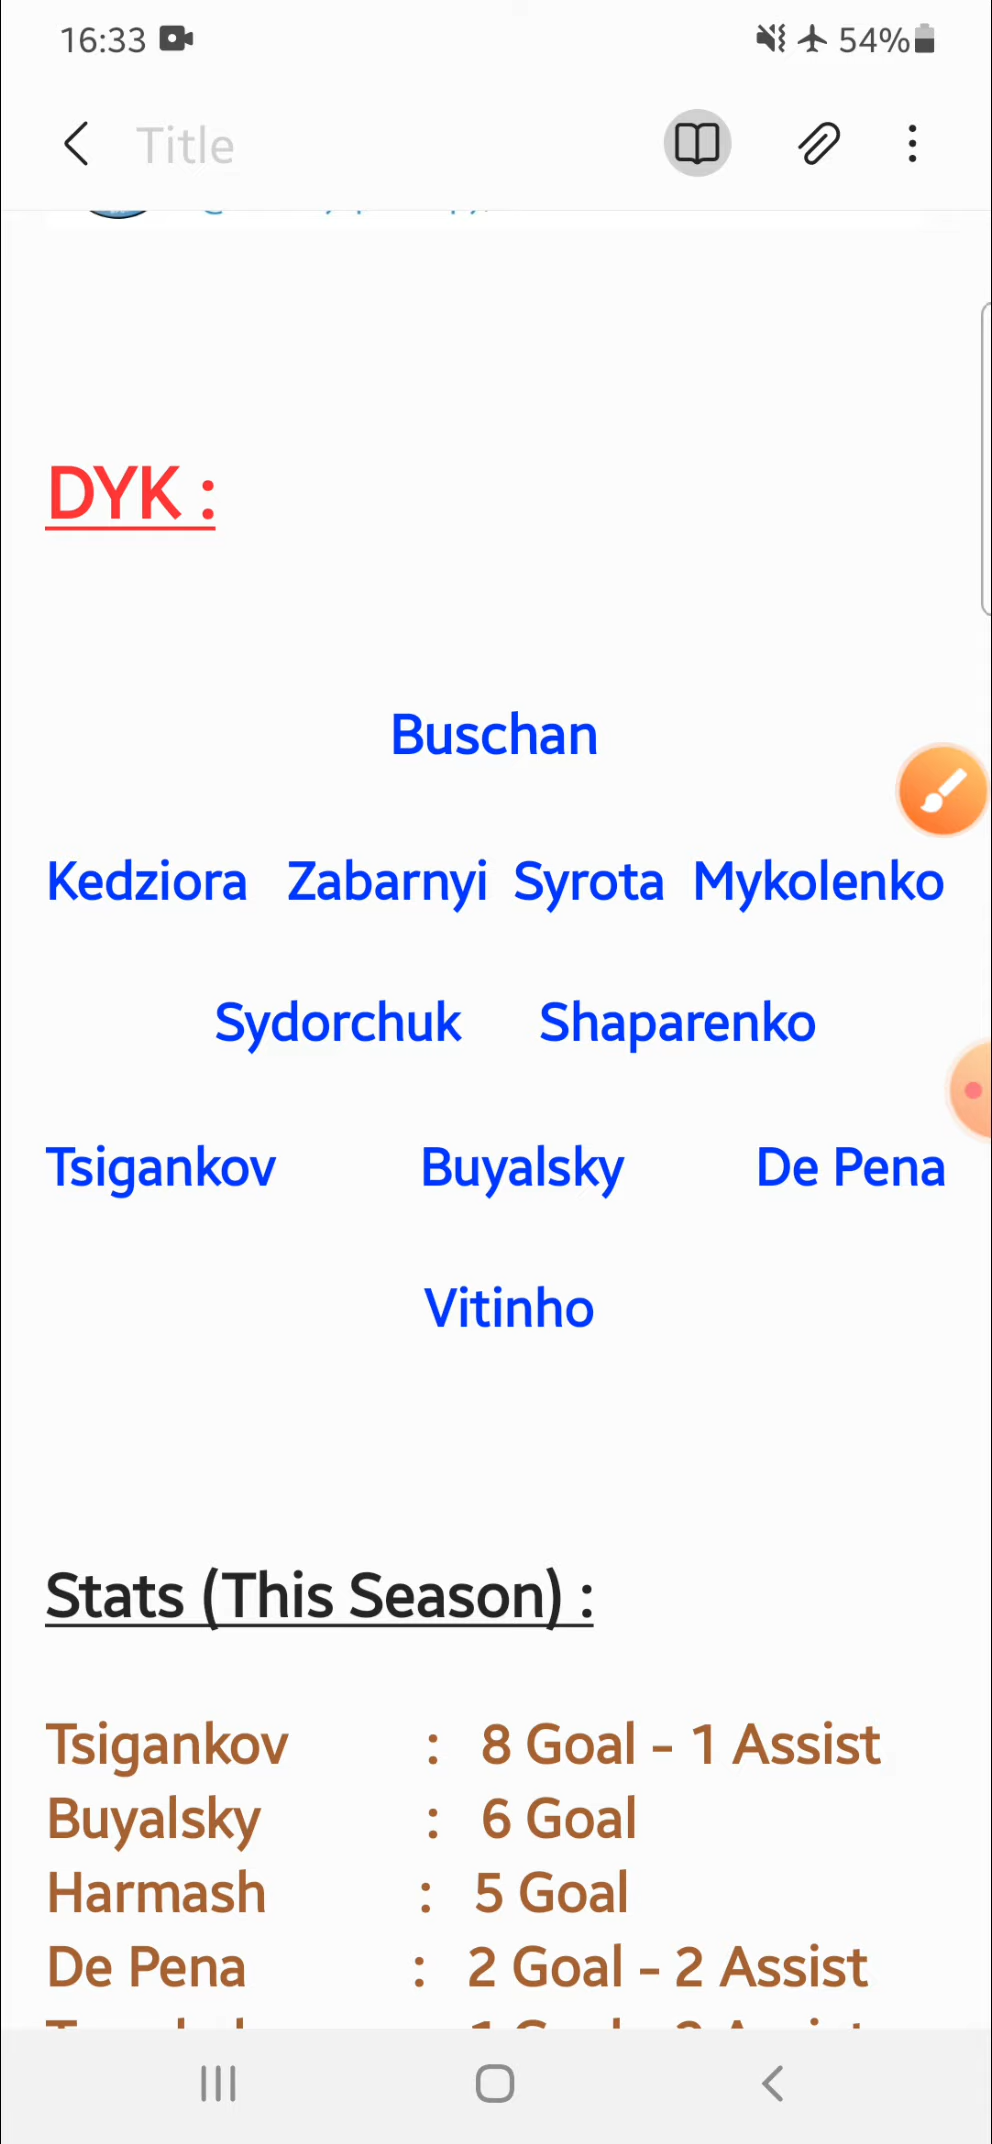 16:33 54%
Title
DYK :
Buschan
Kedziora Zabarnyi Syrota Mykolenko
Sydorchuk Shaparenko
Tsigankov Buyalsky De Pena
Vitinho
Stats (This Season) :
Tsigankov : 8 Goal - 1 Assist
Buyalsky : 6 Goal
Harmash : 5 Goal
De Pena : 2 Goal - 2 Assist